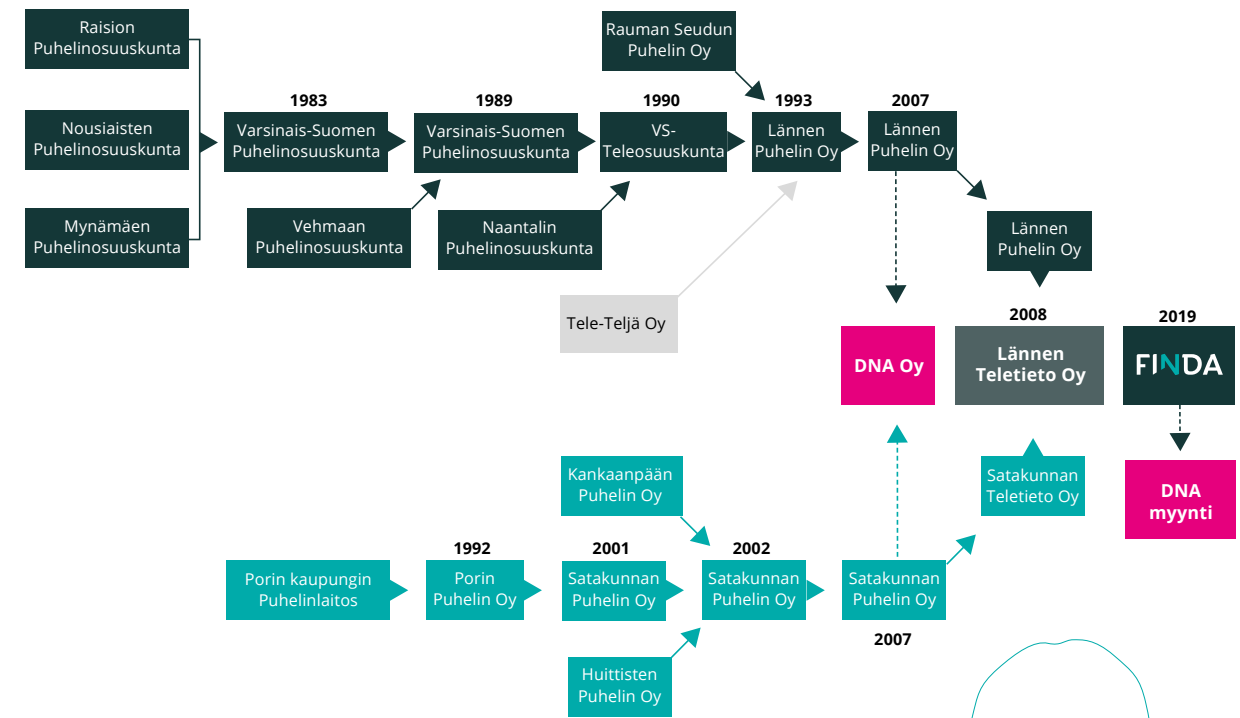 Raision
Puhelinosuuskunta
Nousiaisten
Puhelinosuuskunta
Mynämäen
Puhelinosuuskunta
1983
Varsinais-Suomen
Puhelinosuuskunta
Vehmaan
Puhelinosuuskunta
1989
Varsinais-Suomen
Puhelinosuuskunta
Naantalin
Puhelinosuuskunta
1990
VS-
Teleosuuskunta
Rauman Seudun
Puhelin Oy
Tele-Teljä Oy
1993
Lännen
Puhelin Oy
2007
Lännen
Puhelin Oy
Lännen
Puhelin Oy
DNA Oy
2008
Lännen
Teletieto Oy
2019
FINDA
DNA
myynti
Porin kaupungin
Puhelinlaitos
1992
Porin
Puhelin Oy
2001
Satakunnan
Puhelin Oy
Kankaanpään
Puhelin Oy
Huittisten
Puhelin Oy
2002
Satakunnan
Puhelin Oy
Satakunnan
Puhelin Oy
2007
Satakunnan
Teletieto Oy